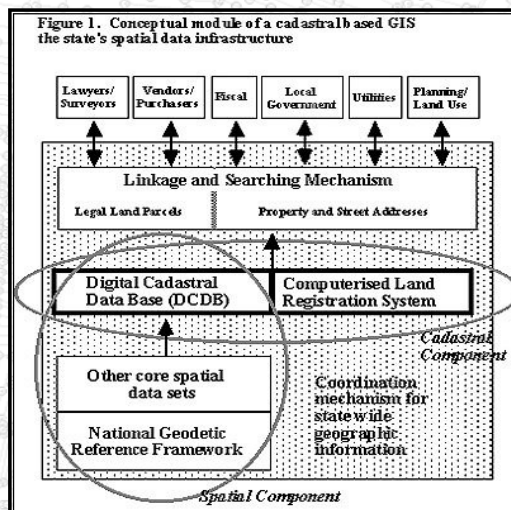 Figure 1. Conceptual module of a cadastral based GIS
the state's spatial data infrastructure
Lawyers/
Surveyors
Vendors/
Purchasers
Fiscal
Local
Government
Utilities
Planning/
Land Use
Linkage and Searching Mechanism
Legal Land Parcels
Property and Street Addresses
Digital Cadastral
Data Base (DCDB)
Computerised Land
Registration System
Cadastral
Component
Other core spatial
data sets
National Geodetic
Reference Framework
Coordination
mechanism for
state wide
geographic
information
Spatial Component